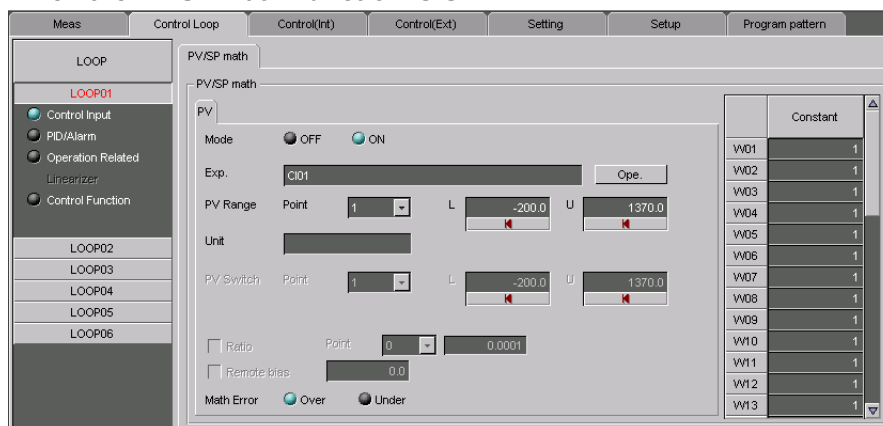 Meas Control Loop Control(Int) Control(Ext) Setting Setup Program pattern
LOOP
LOOP01
Control Input
PID/Alarm
Operation Related
Linearizer
Control Function
LOOP02
LOOP03
LOOP04
LOOP05
LOOP06
PV/SP math
PV/SP math
PV
Mode OFF ON
Exp. CI01 Ope.
PV Range Point 1 L -200.0 U 1370.0
Unit
PV Switch Point 1 L -200.0 U 1370.0
Ratio Point 0 0.0001
Remote bias 0.0
Math Error Over Under
Constant
W01 1
W02 1
W03 1
W04 1
W05 1
W06 1
W07 1
W08 1
W09 1
W10 1
W11 1
W12 1
W13 1